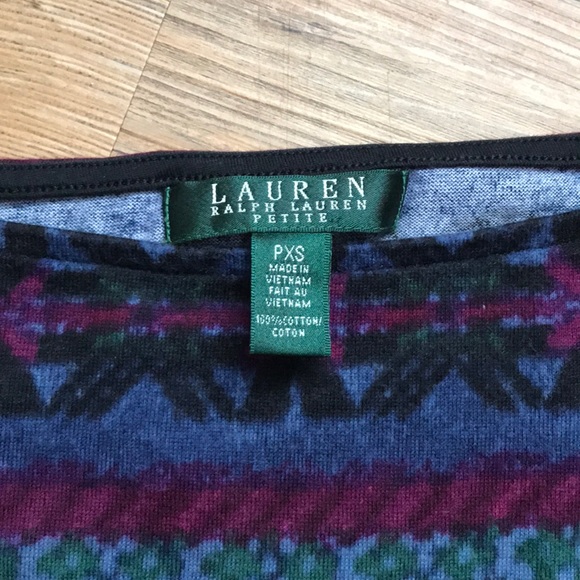 LAUREN
RALPH LAUREN
PETITE
PXS
MADE IN
VIETNAM
FAIT AU
VIETNAM
100%COTTON/
COTON